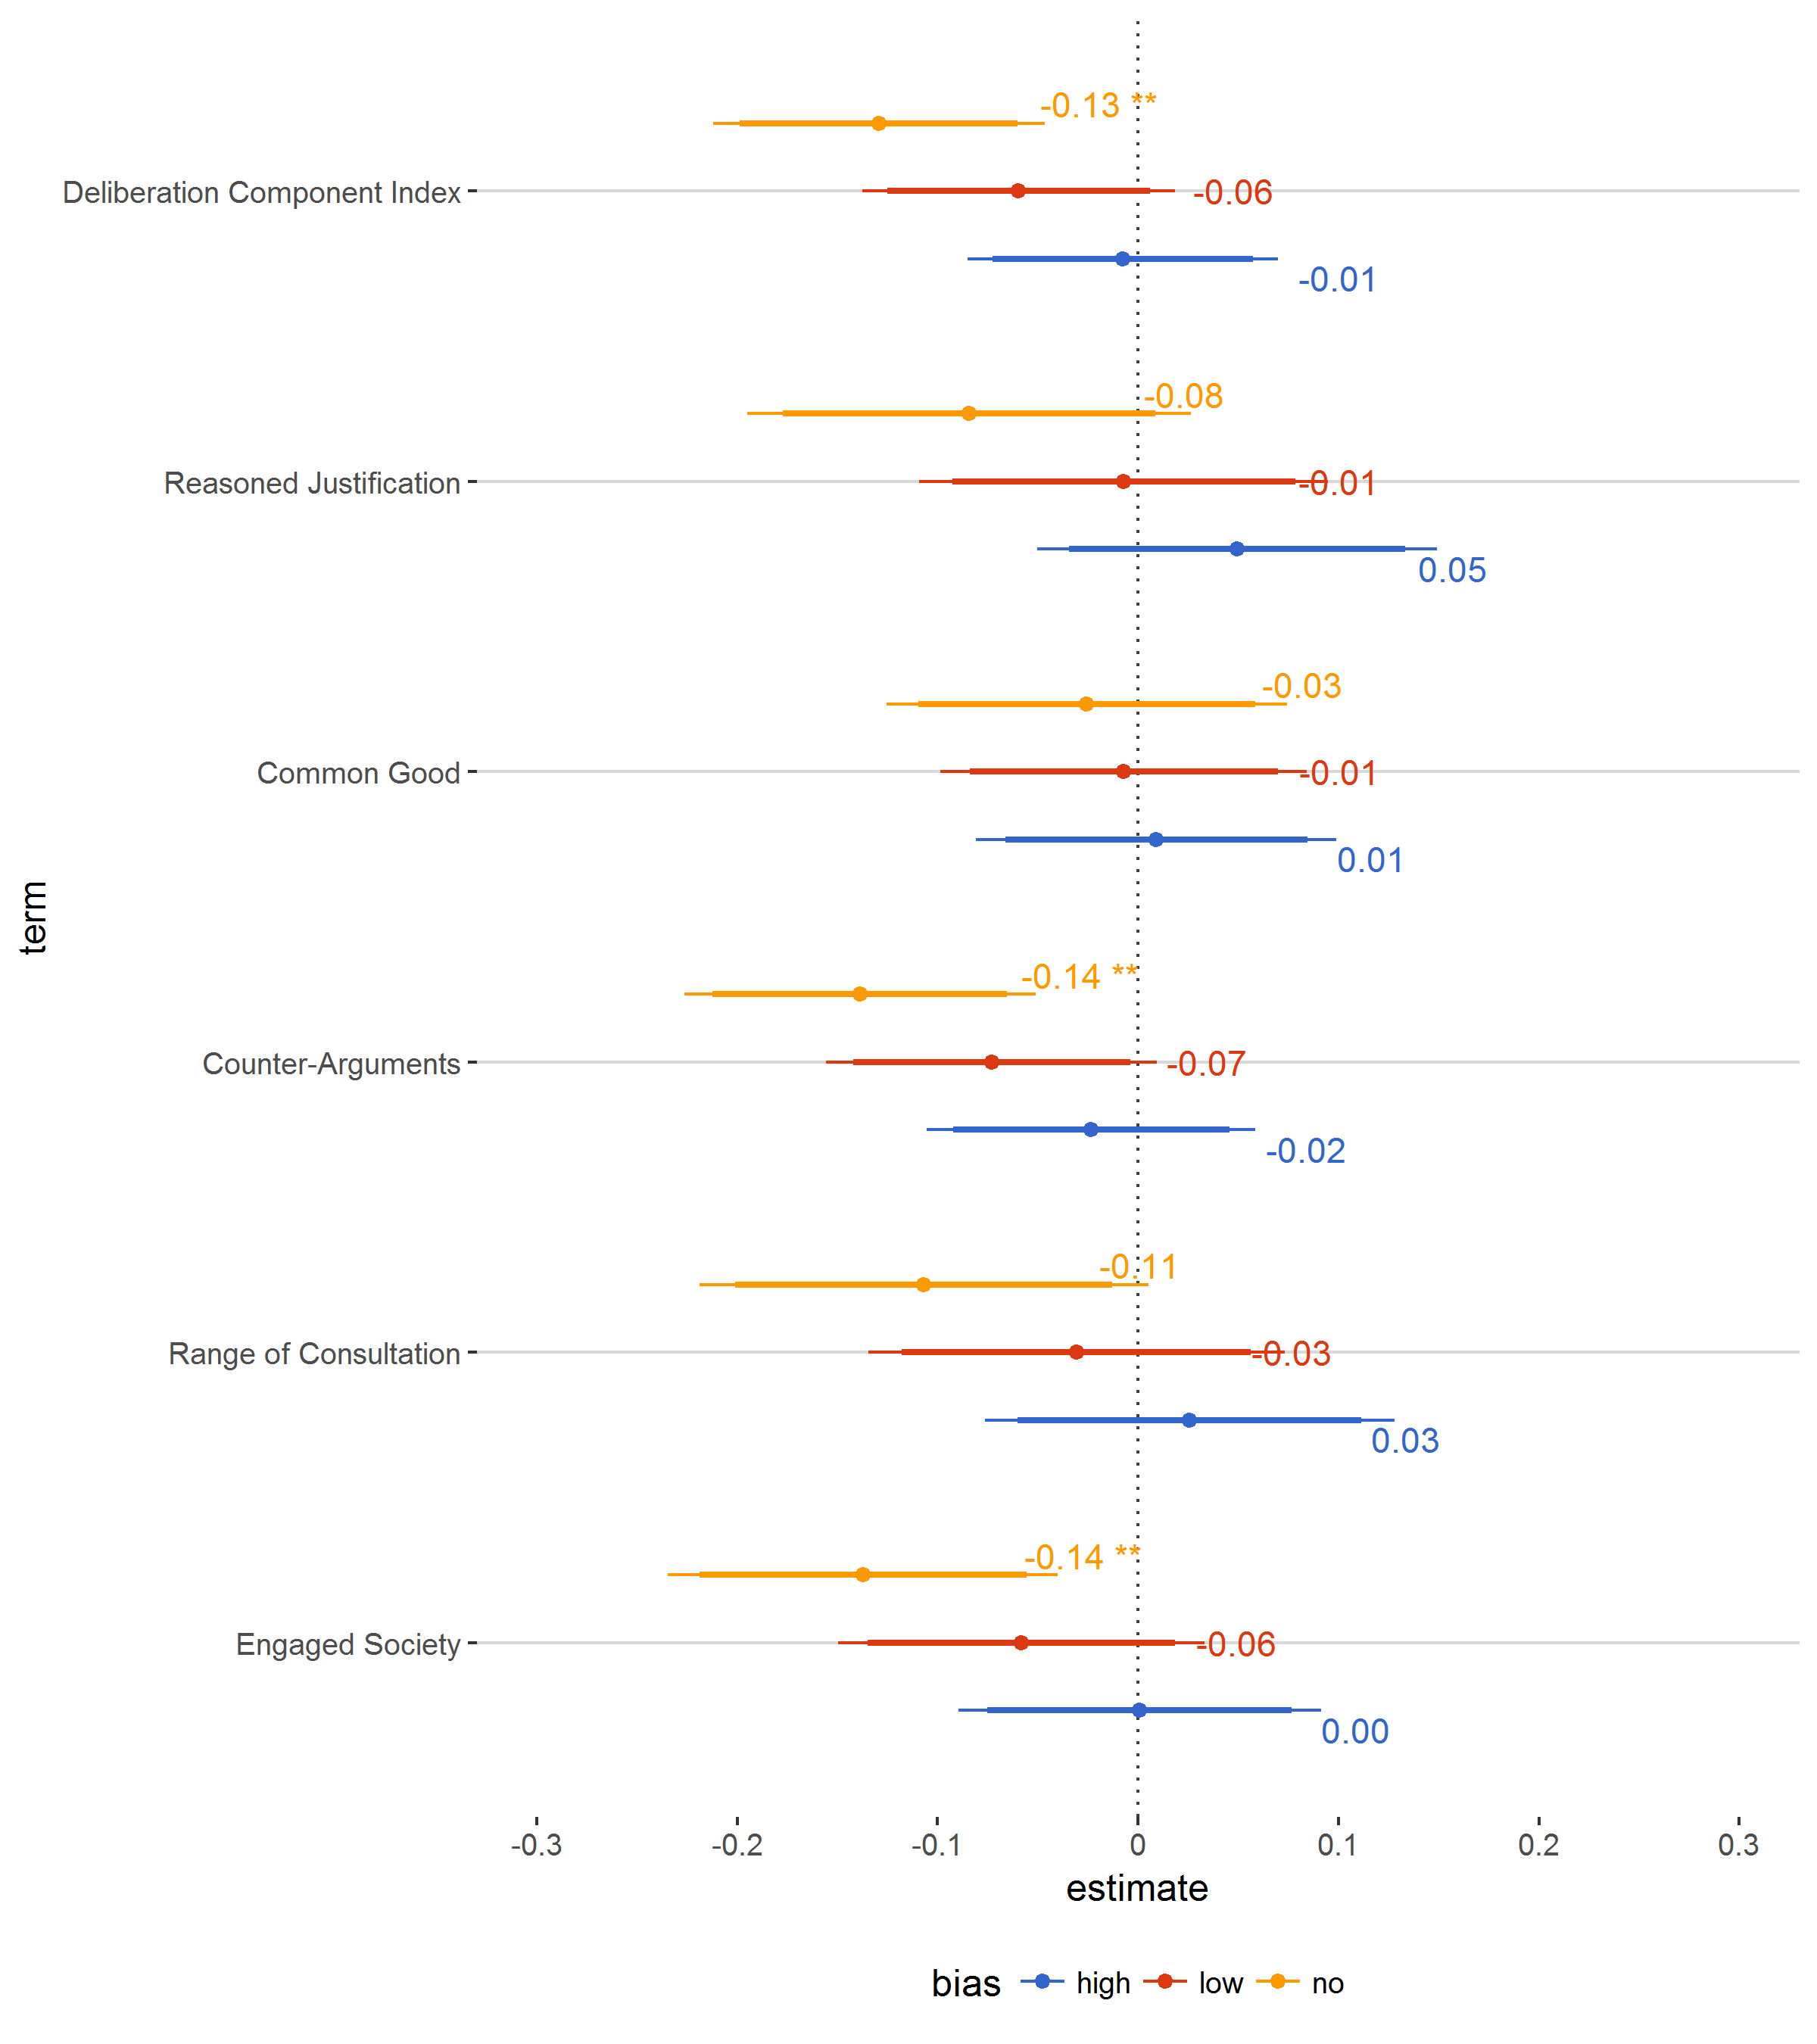 -0.13 **
Deliberation Component Index
-0.06
-0.01
-0.08
Reasoned Justification
-0.01
0.05
-0.03
Common Good
-0.01
0.01
term
-0.14 **
Counter-Arguments
-0.07
-0.02
-0.11
Range of Consultation
-0.03
0.03
-0.14 **
Engaged Society
-0.06
0.00
-0.3 -0.2 -0.1 0 0.1 0.2 0.3
estimate
bias high low no